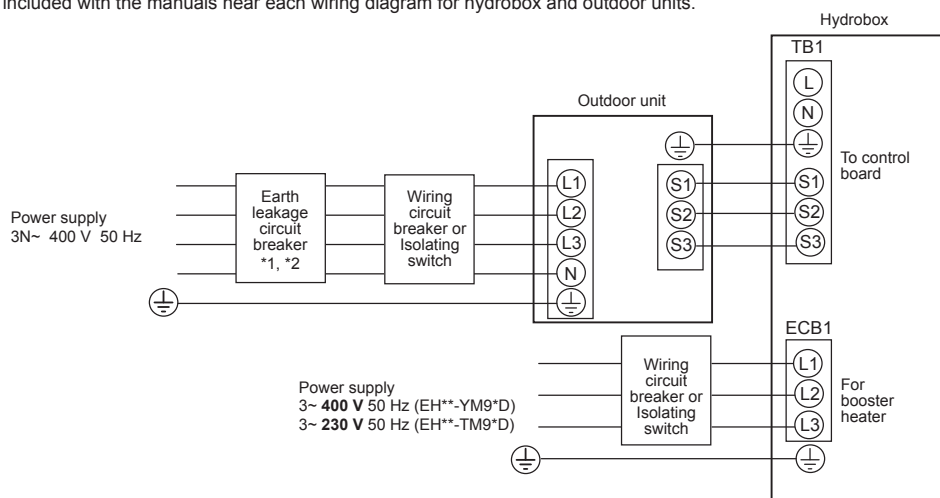 included with the manuals near each wiring diagram for hydrobox and outdoor units.
Hydrobox
TB1
L
N
To control
board
S1
S2
S3
Outdoor unit
L1
L2
L3
N
S1
S2
S3
Earth
leakage
circuit
breaker
*1, *2
Wiring
circuit
breaker or
Isolating
switch
Power supply
3N~ 400 V 50 Hz
ECB1
L1
L2
L3
For
booster
heater
Wiring
circuit
breaker or
Isolating
switch
Power supply
3~ 400 V 50 Hz (EH**-YM9*D)
3~ 230 V 50 Hz (EH**-TM9*D)